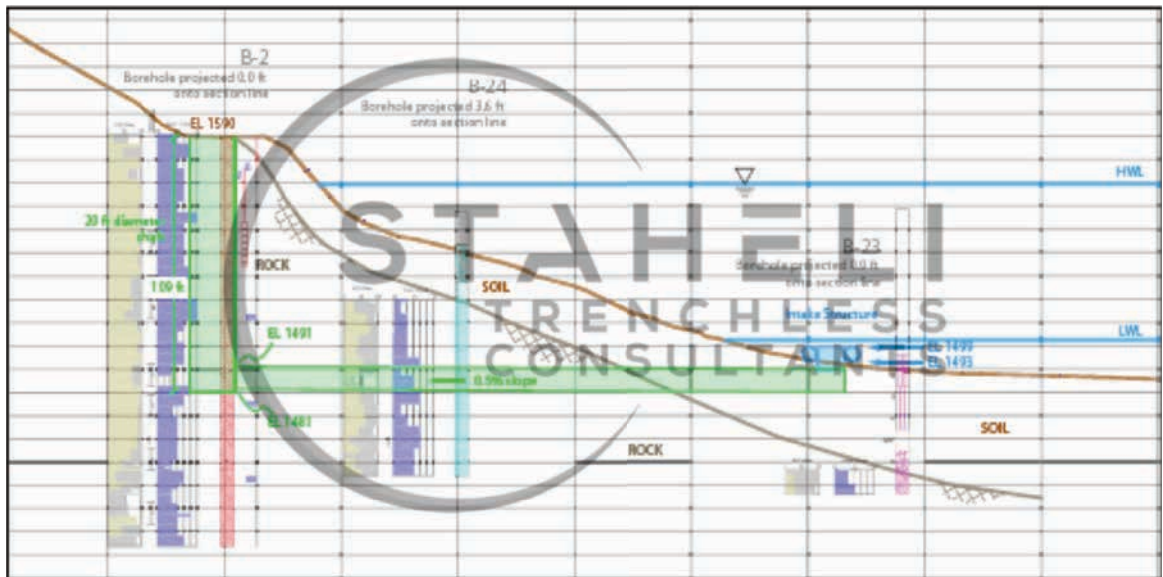 B-2
Borehole projected 0.0 ft
onto section line
B-24
Borehole projected 3.6 ft
onto section line
EL 1590
HWL
20 ft diameter
shaft
STAHELI
TRENCHLESS
CONSULTANTS
B-23
Borehole projected 0.0 ft
onto section line
ROCK
SOIL
109 ft
Intake Structure
EL 1491
LWL
EL 1499
EL 1493
0.5% slope
EL 1481
ROCK
SOIL